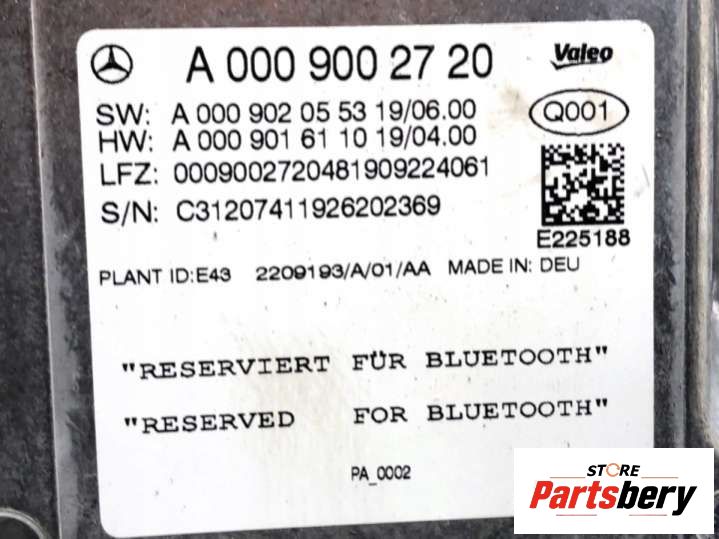 A 000 900 27 20
Valeo
SW: A 000 902 05 53 19/06.00
HW: A 000 901 61 10 19/04.00
Q001
LFZ: 0009002720481909224061
S/N: C31207411926202369
E225188
PLANT ID:E43 2209193/A/01/AA MADE IN: DEU
"RESERVIERT FÜR BLUETOOTH"
"RESERVED FOR BLUETOOTH"
PA_0002
STORE
Partsbery